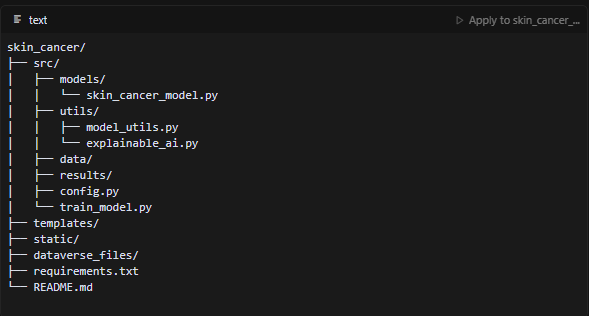 text
Apply to skin_cancer_...
skin_cancer/
├── src/
│   ├── models/
│   │   └── skin_cancer_model.py
│   ├── utils/
│   │   ├── model_utils.py
│   │   └── explainable_ai.py
│   ├── data/
│   ├── results/
│   ├── config.py
│   └── train_model.py
├── templates/
├── static/
├── dataverse_files/
├── requirements.txt
└── README.md